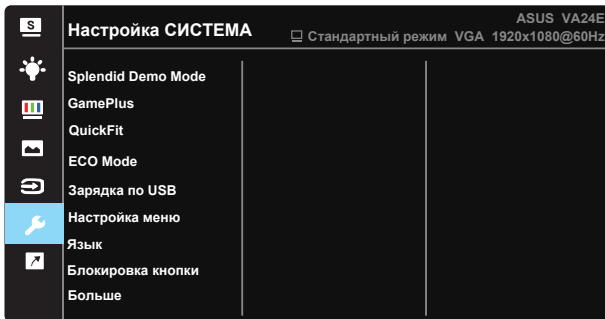 S
Настройка СИСТЕМА
ASUS VA24E
Стандартный режим VGA 1920x1080@60Hz
Splendid Demo Mode
GamePlus
QuickFit
ECO Mode
Зарядка по USB
Настройка меню
Язык
Блокировка кнопки
Больше